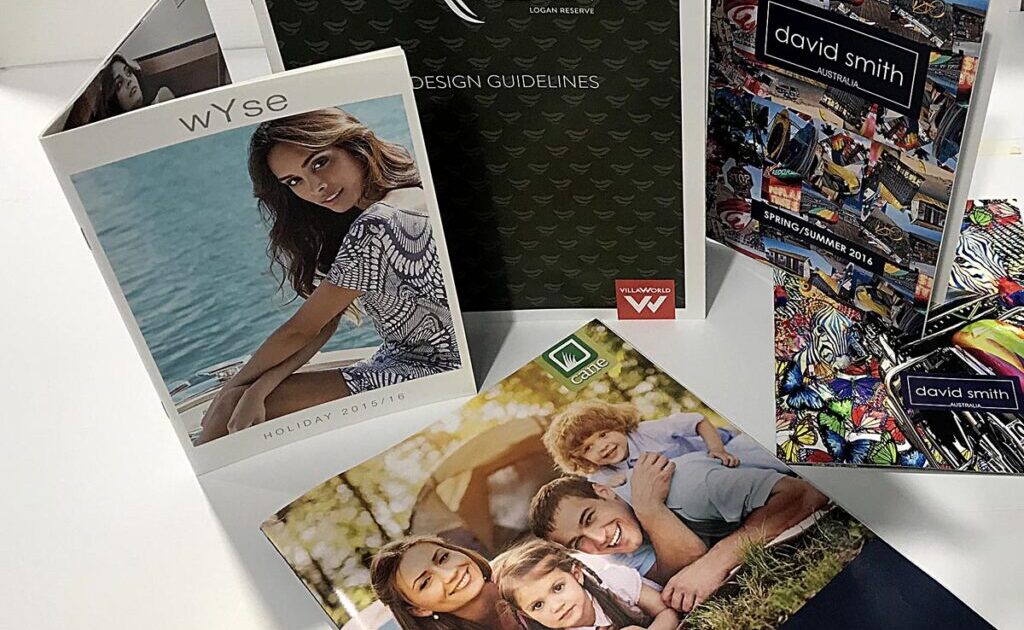 wYse
HOLIDAY 2015/16
LOGAN RESERVE
DESIGN GUIDELINES
VILLAWORLD
david smith
AUSTRALIA
SPRING/SUMMER 2016
cane
david smith
AUSTRALIA